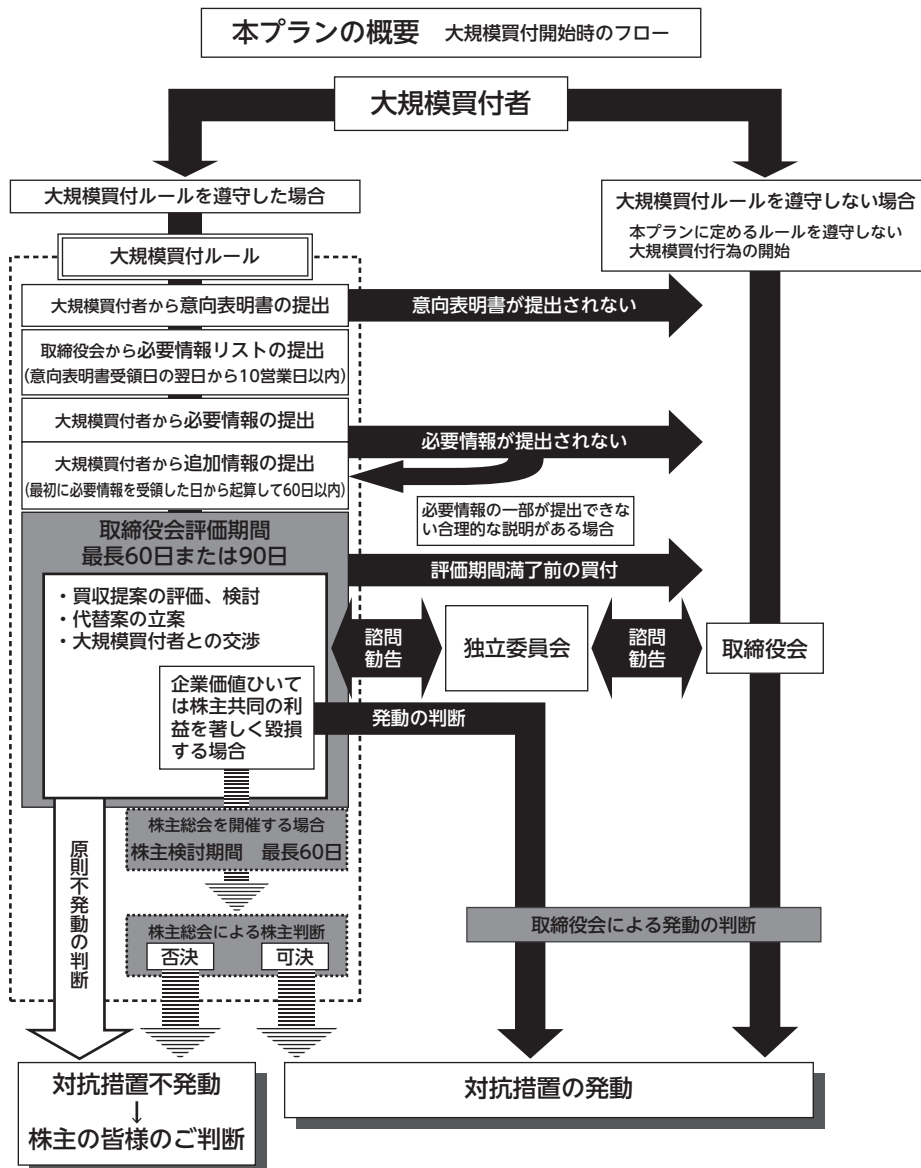 本プランの概要 大規模買付開始時のフロー
大規模買付者
大規模買付ルールを遵守した場合
大規模買付ルールを遵守しない場合
本プランに定めるルールを遵守しない
大規模買付行為の開始
大規模買付ルール
大規模買付者から意向表明書の提出
意向表明書が提出されない
取締役会から必要情報リストの提出
(意向表明書受領日の翌日から10営業日以内)
大規模買付者から必要情報の提出
必要情報が提出されない
大規模買付者から追加情報の提出
(最初に必要情報を受領した日から起算して60日以内)
必要情報の一部が提出できな
い合理的な説明がある場合
取締役会評価期間
最長60日または90日
評価期間満了前の買付
・買収提案の評価、検討
・代替案の立案
・大規模買付者との交渉
諮問
勧告
独立委員会
諮問
勧告
取締役会
企業価値ひいて
は株主共同の利
益を著しく毀損
する場合
発動の判断
株主総会を開催する場合
株主検討期間 最長60日
原則不発動の判断
取締役会による発動の判断
株主総会による株主判断
否決
可決
対抗措置不発動
↓
株主の皆様のご判断
対抗措置の発動